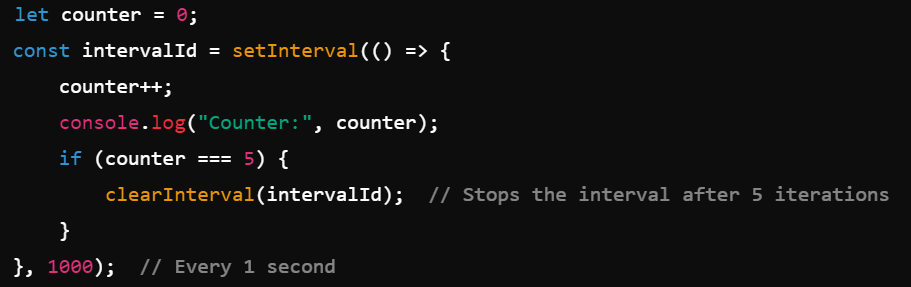 let counter = 0;
const intervalId = setInterval(() => {
    counter++;
    console.log("Counter:", counter);
    if (counter === 5) {
        clearInterval(intervalId);  // Stops the interval after 5 iterations
    }
}, 1000);  // Every 1 second